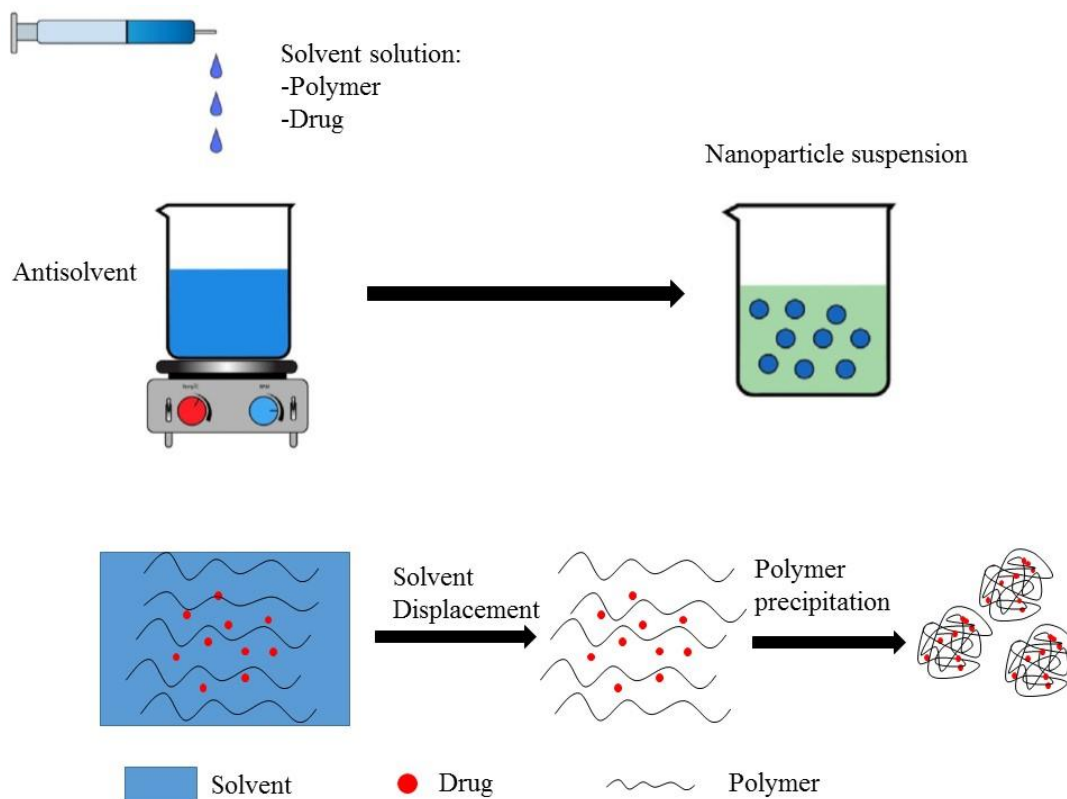 Solvent solution:
-Polymer
-Drug
Nanoparticle suspension
Antisolvent
Solvent
Displacement
Polymer
precipitation
Solvent
Drug
Polymer